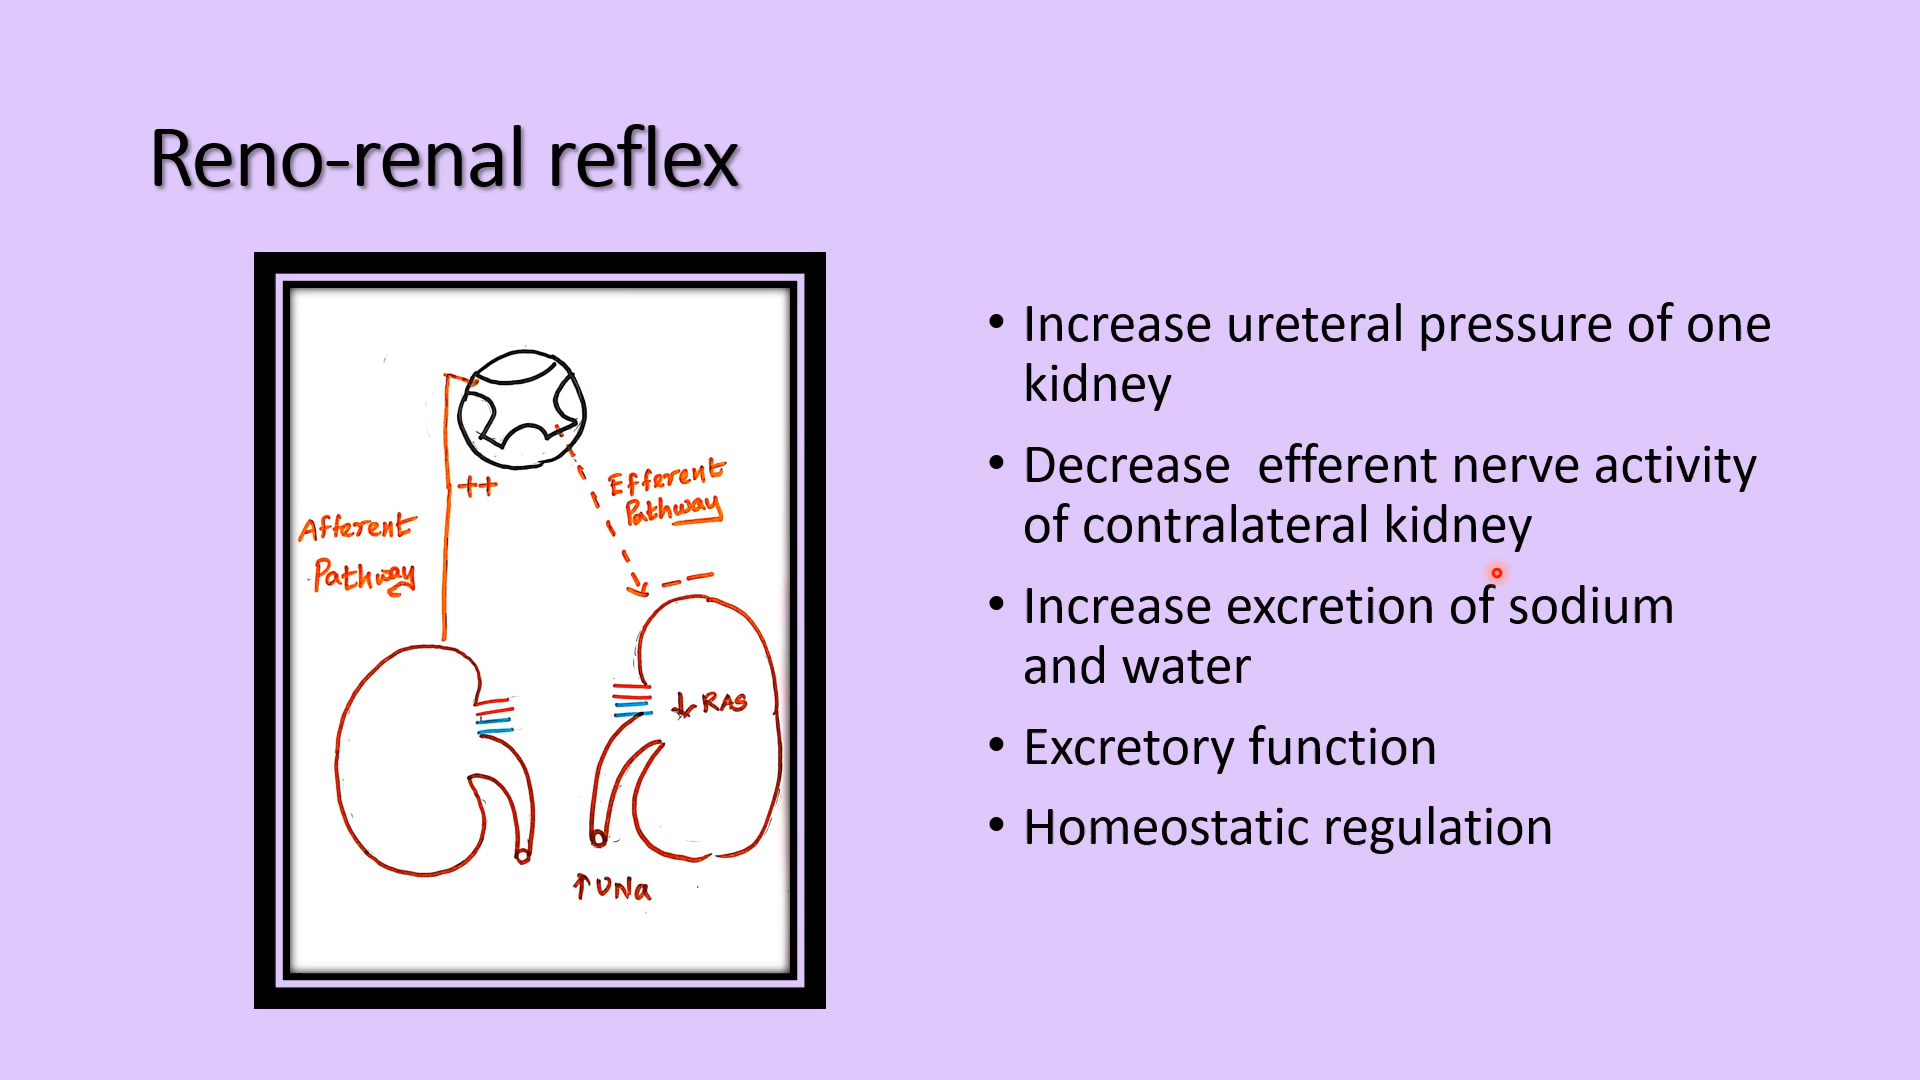 Reno-renal reflex
++
Efferent
Pathway
Afferent
Pathway
↓ RAS
↑ UNa
• Increase ureteral pressure of one
kidney
• Decrease  efferent nerve activity
of contralateral kidney
• Increase excretion of sodium
and water
• Excretory function
• Homeostatic regulation